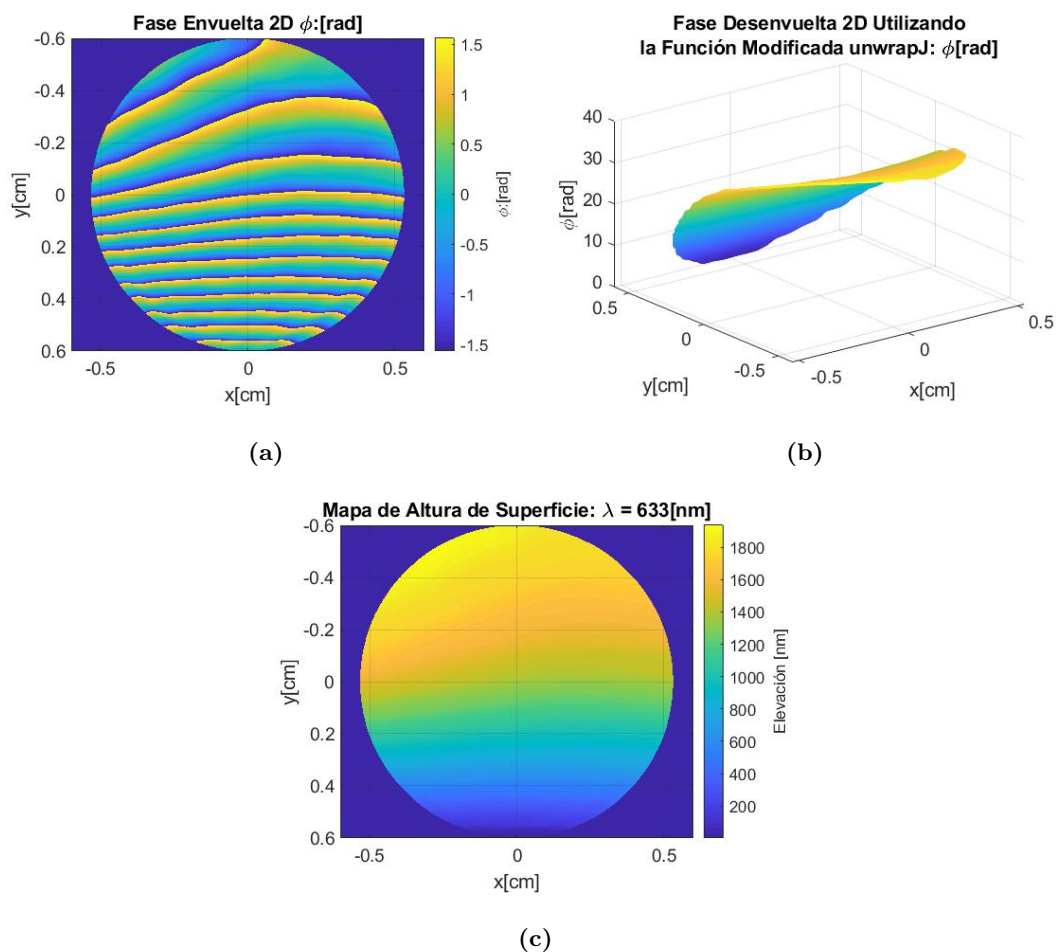 Fase Envuelta 2D ϕ:[rad]
-0.6
-0.4
-0.2
0
0.2
0.4
0.6
y[cm]
-0.5
0
0.5
x[cm]
1.5
1
0.5
0
-0.5
-1
-1.5
ϕ:[rad]
(a)
Fase Desenvuelta 2D Utilizando
la Función Modificada unwrapJ: ϕ[rad]
40
30
20
10
0
ϕ[rad]
0.5
0
-0.5
y[cm]
-0.5
0
0.5
x[cm]
(b)
Mapa de Altura de Superficie: λ = 633[nm]
-0.6
-0.4
-0.2
0
0.2
0.4
0.6
y[cm]
-0.5
0
0.5
x[cm]
1800
1600
1400
1200
1000
800
600
400
200
Elevación [nm]
(c)